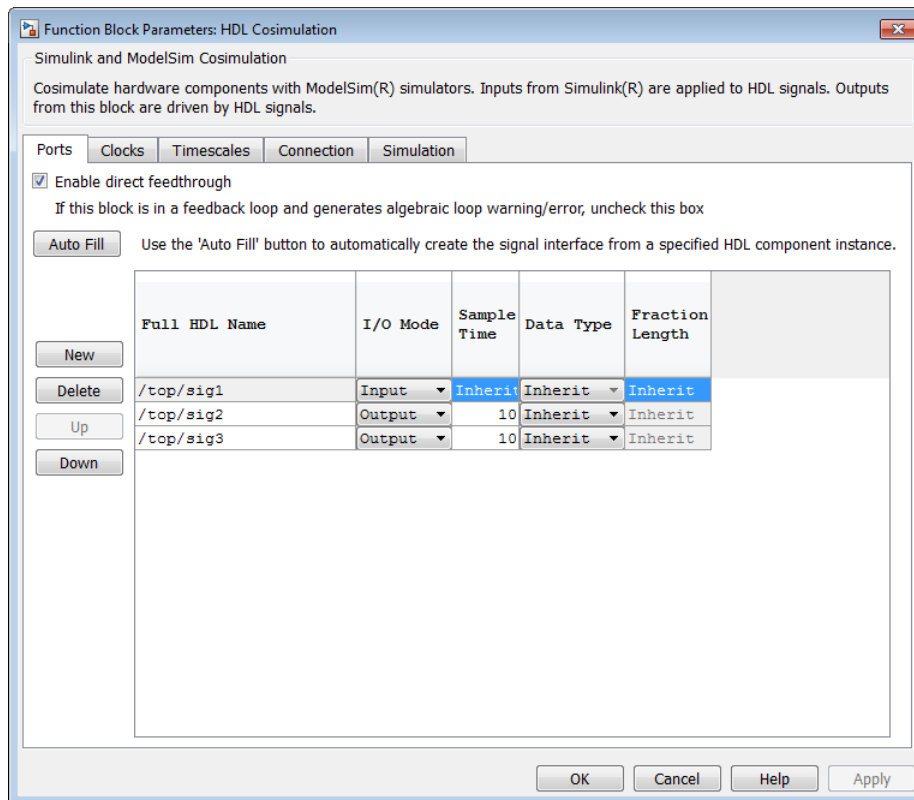 Function Block Parameters: HDL Cosimulation
Simulink and ModelSim Cosimulation
Cosimulate hardware components with ModelSim(R) simulators. Inputs from Simulink(R) are applied to HDL signals. Outputs
from this block are driven by HDL signals.
Ports Clocks Timescales Connection Simulation
Enable direct feedthrough
If this block is in a feedback loop and generates algebraic loop warning/error, uncheck this box
Auto Fill Use the 'Auto Fill' button to automatically create the signal interface from a specified HDL component instance.
Full HDL Name I/O Mode Sample Time Data Type Fraction Length
New
Delete /top/sig1 Input Inherit Inherit Inherit
Up /top/sig2 Output 10 Inherit Inherit
/top/sig3 Output 10 Inherit Inherit
Down
OK Cancel Help Apply